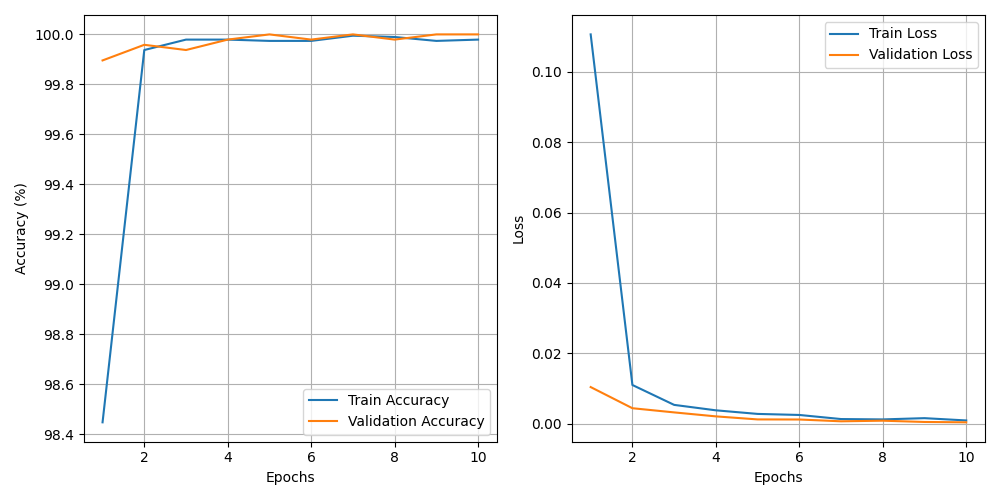 100.0
99.8
99.6
99.4
99.2
99.0
98.8
98.6
98.4
Accuracy (%)
2 4 6 8 10
Epochs
Train Accuracy
Validation Accuracy
0.10
0.08
0.06
0.04
0.02
0.00
Loss
2 4 6 8 10
Epochs
Train Loss
Validation Loss